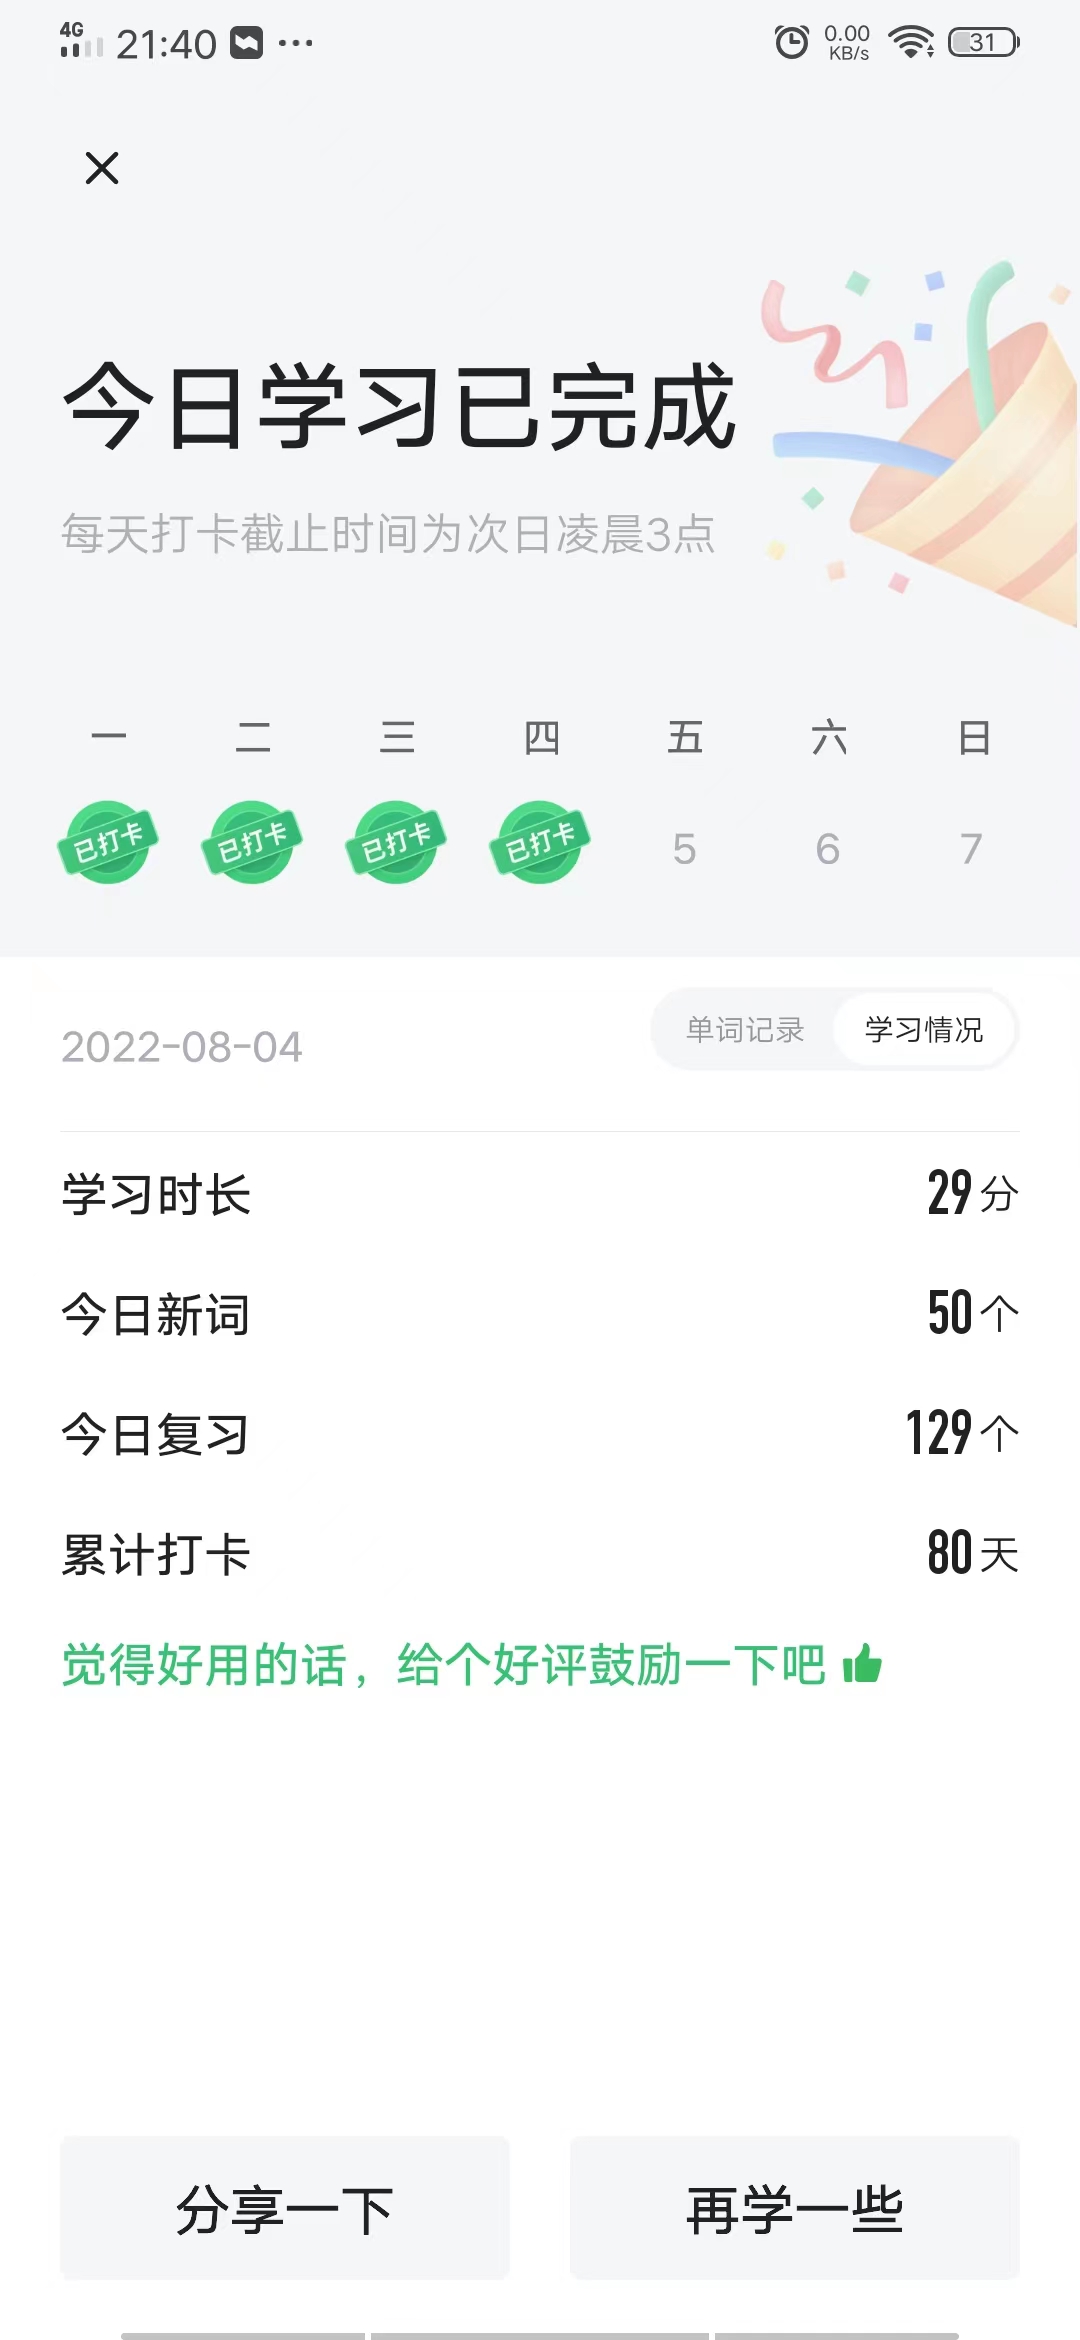 4G 21:40 ... 0.00 KB/s 31
今日学习已完成
每天打卡截止时间为次日凌晨3点
一 二 三 四 五 六 日
已打卡 已打卡 已打卡 已打卡 5 6 7
2022-08-04 单词记录 学习情况
学习时长 29分
今日新词 50个
今日复习 129个
累计打卡 80天
觉得好用的话，给个好评鼓励一下吧
分享一下 再学一些